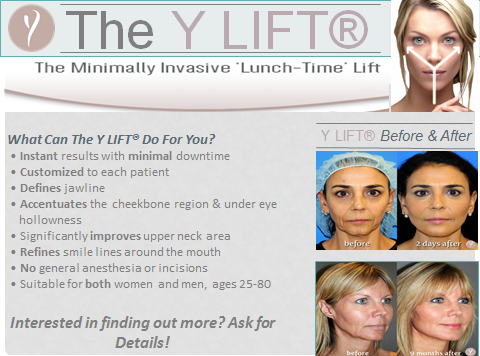 Y The Y LIFT®
The Minimally Invasive 'Lunch-Time' Lift
What Can The Y LIFT® Do For You?
• Instant results with minimal downtime
• Customized to each patient
• Defines jawline
• Accentuates the cheekbone region & under eye
hollowness
• Significantly improves upper neck area
• Refines smile lines around the mouth
• No general anesthesia or incisions
• Suitable for both women and men, ages 25-80
Interested in finding out more? Ask for
Details!
Y LIFT® Before & After
before
2 days after
before
9 months after